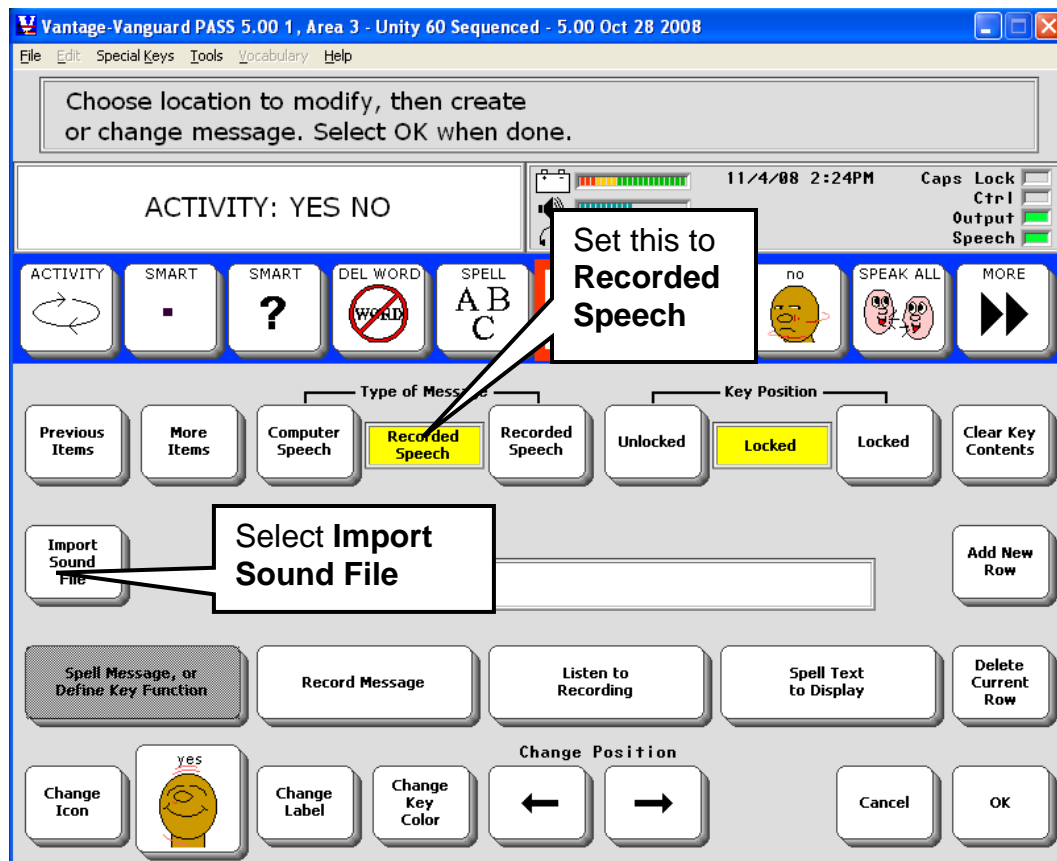 Vantage-Vanguard PASS 5.00 1, Area 3 - Unity 60 Sequenced - 5.00 Oct 28 2008
File Edit Special Keys Tools Vocabulary Help
Choose location to modify, then create
or change message. Select OK when done.
ACTIVITY: YES NO
11/4/08 2:24PM
Caps Lock
Ctrl
Output
Speech
Set this to
Recorded
Speech
ACTIVITY
SMART
.
SMART
?
DEL WORD
WORD
SPELL
A B
C
no
SPEAK ALL
MORE
Type of Message
Key Position
Previous
Items
More
Items
Computer
Speech
Recorded
Speech
Recorded
Speech
Unlocked
Locked
Locked
Clear Key
Contents
Import
Sound
File
Select Import
Sound File
Add New
Row
Spell Message, or
Define Key Function
Record Message
Listen to
Recording
Spell Text
to Display
Delete
Current
Row
Change Position
Change
Icon
yes
Change
Label
Change
Key
Color
Cancel
OK